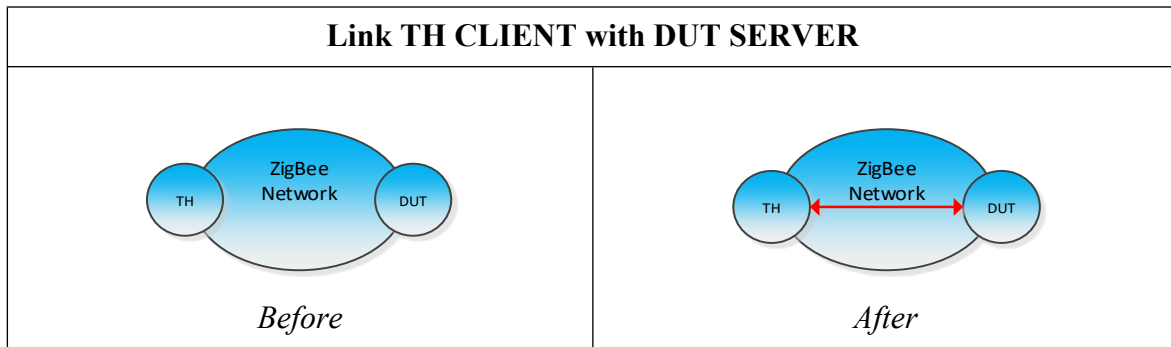 Link TH CLIENT with DUT SERVER
ZigBee
Network
TH
DUT
Before
ZigBee
Network
TH
DUT
After